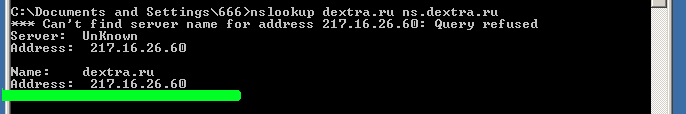 C:\Documents and Settings\666>nslookup dextra.ru ns.dextra.ru
*** Can't find server name for address 217.16.26.60: Query refused
Server:  UnKnown
Address:  217.16.26.60
Name:    dextra.ru
Address:  217.16.26.60